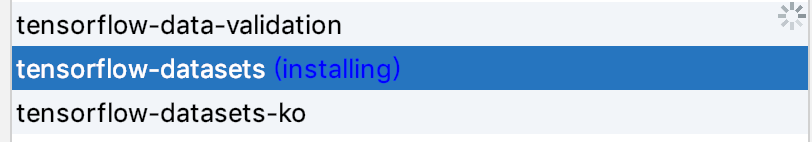 tensorflow-data-validation
tensorflow-datasets (installing)
tensorflow-datasets-ko